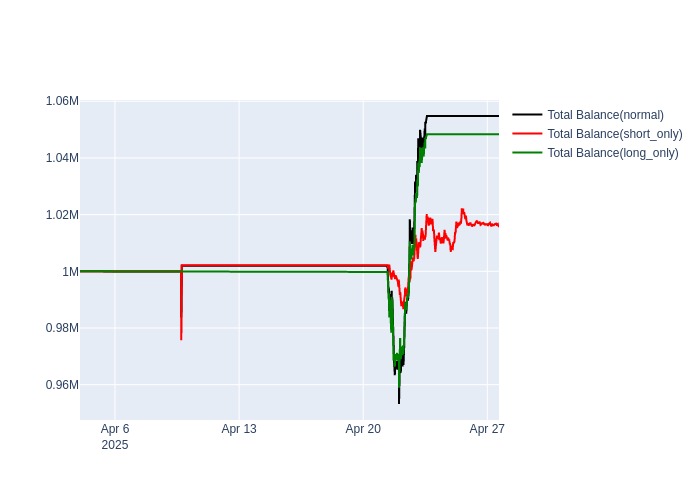 1.06M
1.04M
1.02M
1M
0.98M
0.96M
Apr 6
2025
Apr 13
Apr 20
Apr 27
Total Balance(normal)
Total Balance(short_only)
Total Balance(long_only)